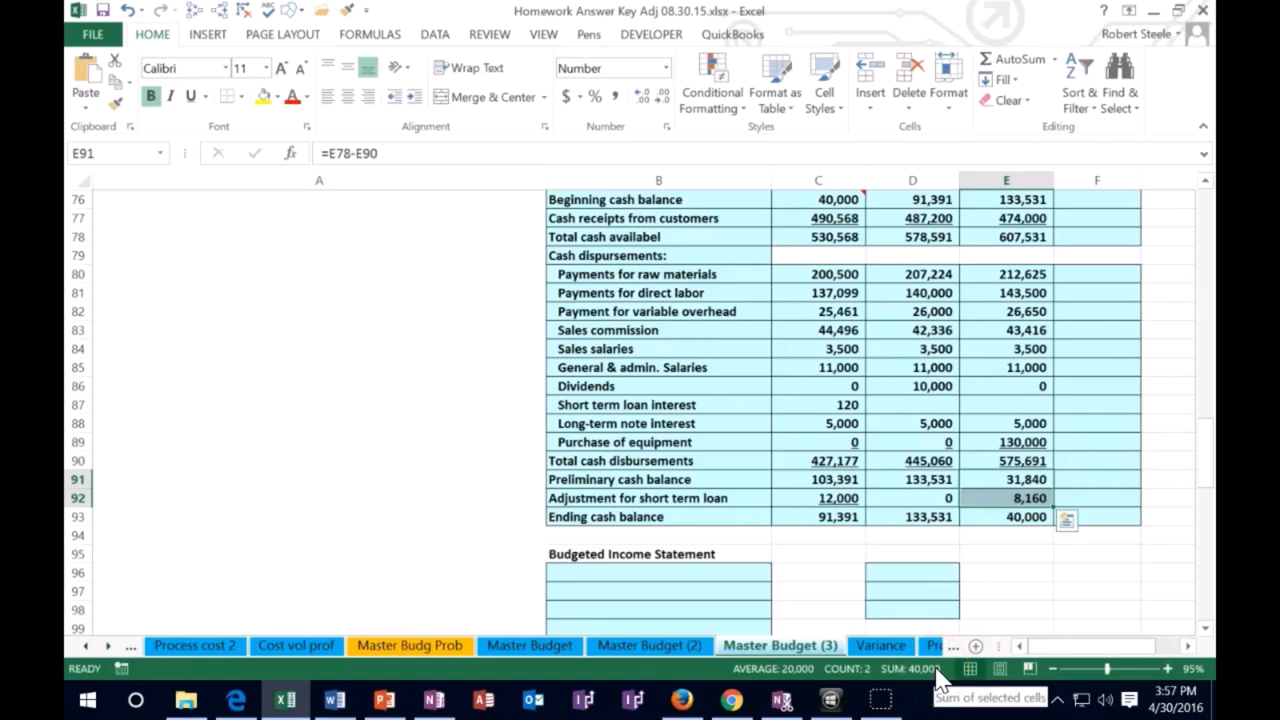 Homework Answer Key Adj 08.30.15.xlsx - Excel
FILE HOME INSERT PAGE LAYOUT FORMULAS DATA REVIEW VIEW Pens DEVELOPER QuickBooks Robert Steele
Calibri 11 Wrap Text Number AutoSum
Paste B I U Merge & Center $ % Conditional Formatting Format as Table Cell Styles Insert Delete Format Fill Clear Sort & Filter Find & Select
Clipboard Font Alignment Number Styles Cells Editing
E91 =E78-E90
A B C D E F
76 Beginning cash balance 40,000 91,391 133,531
77 Cash receipts from customers 490,568 487,200 474,000
78 Total cash availabel 530,568 578,591 607,531
79 Cash dispursements:
80 Payments for raw materials 200,500 207,224 212,625
81 Payments for direct labor 137,099 140,000 143,500
82 Payment for variable overhead 25,461 26,000 26,650
83 Sales commission 44,496 42,336 43,416
84 Sales salaries 3,500 3,500 3,500
85 General & admin. Salaries 11,000 11,000 11,000
86 Dividends 0 10,000 0
87 Short term loan interest 120
88 Long-term note interest 5,000 5,000 5,000
89 Purchase of equipment 0 0 130,000
90 Total cash disbursements 427,177 445,060 575,691
91 Preliminary cash balance 103,391 133,531 31,840
92 Adjustment for short term loan 12,000 0 8,160
93 Ending cash balance 91,391 133,531 40,000
94
95 Budgeted Income Statement
96
97
98
99
... Process cost 2 Cost vol prof Master Budg Prob Master Budget Master Budget (2) Master Budget (3) Variance ...
READY AVERAGE: 20,000 COUNT: 2 SUM: 40,000 95%
Sum of selected cells
3:57 PM
4/30/2016